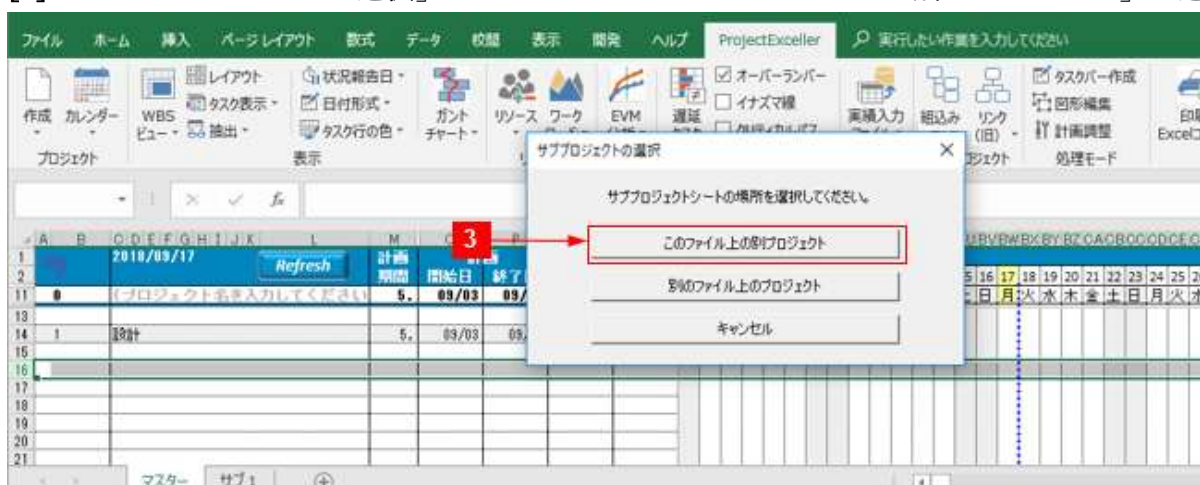 ファイル ホーム 挿入 ページ レイアウト 数式 データ 校閲 表示 開発 ヘルプ ProjectExceller 実行したい作業を入力してください
レイアウト 状況報告日 オーバーランバー タスクバー作成
タスク表示 日付形式 イナズマ線 図形編集
抽出 タスク行の色 計画調整
作成 カレンダー WBS ビュー ガント チャート リソース ワーク EVM 遅延 実績入力 組込み リンク (旧)
プロジェクト 表示 処理モード
サブプロジェクトの選択
サブプロジェクトシートの場所を選択してください。
3
このファイル上の別プロジェクト
別のファイル上のプロジェクト
キャンセル
fx
A B C D E F G H I J K L M
1 2018/09/17 Refresh 計画
2 期間 開始日
16 17 18 19 20 21 22 23 24 25
11 0 (プロジェクト名を入力してください 5. 09/03 09/
日 月 火 水 木 金 土 日 月 火
13
14 1 設計 5. 09/03 09/
15
16
17
18
19
20
21
マスター サブ1